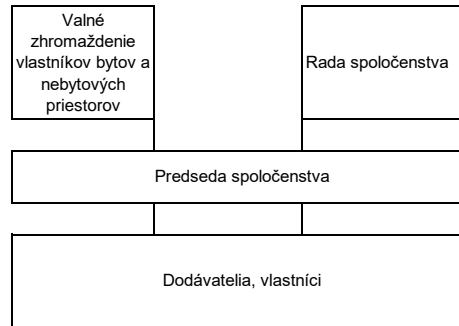 Valné
zhromaždenie
vlastníkov bytov a
nebytových
priestorov
Rada spoločenstva
Predseda spoločenstva
Dodávatelia, vlastníci